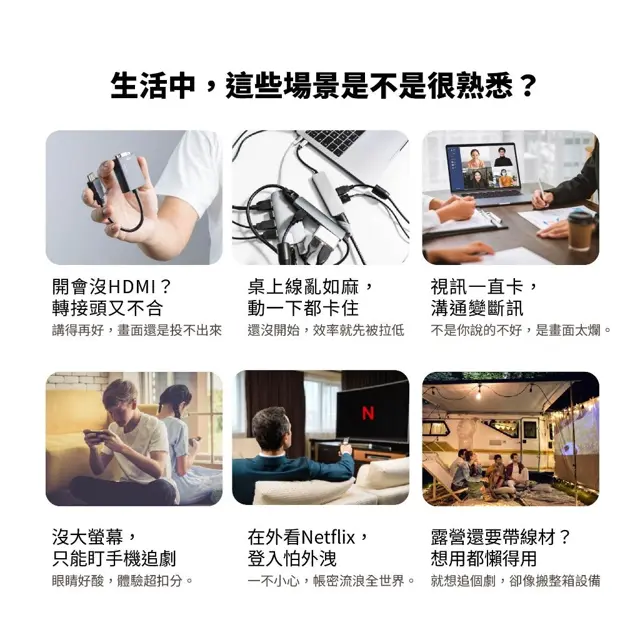 生活中，這些場景是不是很熟悉？
開會沒HDMI？
轉接頭又不合
講得再好，畫面還是投不出來
桌上線亂如麻，
動一下都卡住
還沒開始，效率就先被拉低
視訊一直卡，
溝通變斷訊
不是你說的不好，是畫面太爛。
N
沒大螢幕，
只能盯手機追劇
眼睛好酸，體驗超扣分。
在外看Netflix，
登入怕外洩
一不小心，帳密流浪全世界。
露營還要帶線材？
想用都懶得用
就想追個劇，卻像搬整箱設備